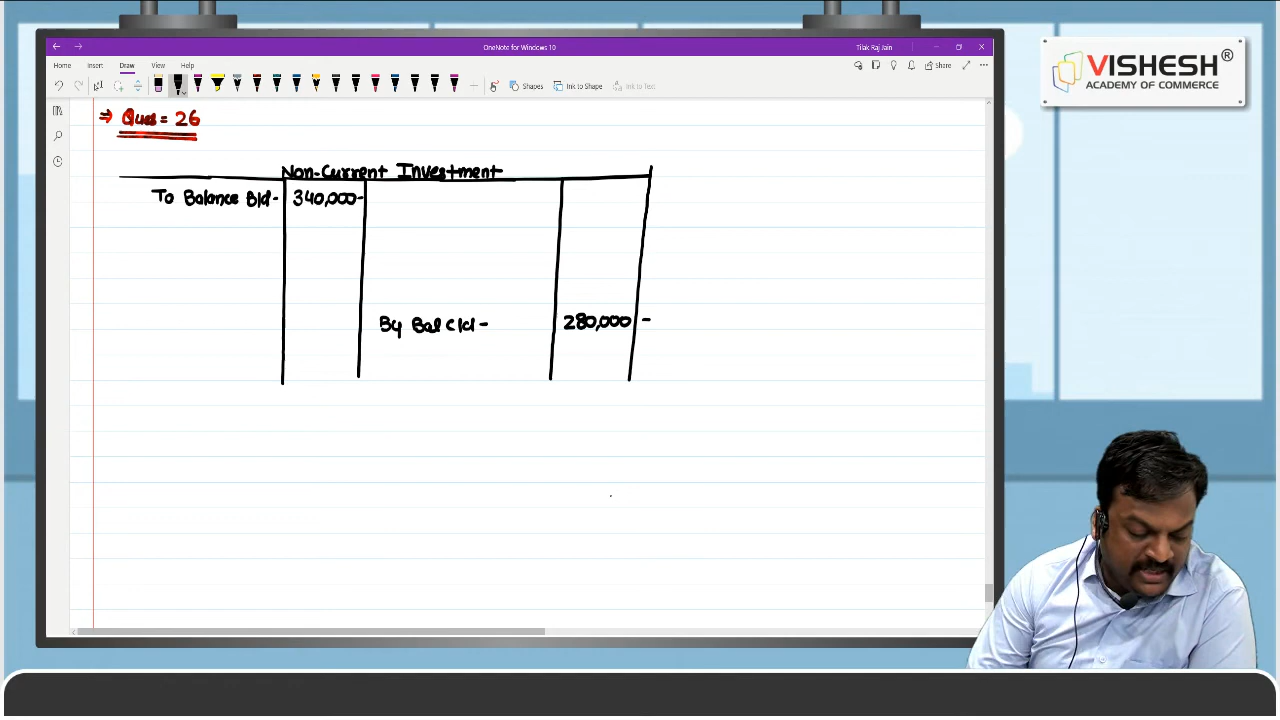 OneNote for Windows 10
Tilak Raj Jain
Home Insert Draw View Help
Share
Shapes Ink to Shape Ink to Text
VISHESH®
ACADEMY OF COMMERCE
⇒ Ques = 26
Non-Current Investment
To Balance B/d- 340,000-
By Bal c/d - 280,000 -